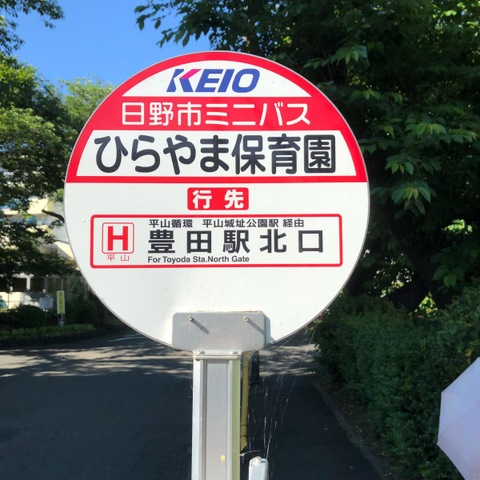 KEIO
日野市ミニバス
ひらやま保育園
行先
H
平山
平山循環 平山城址公園駅 経由
豊田駅北口
For Toyoda Sta.North Gate